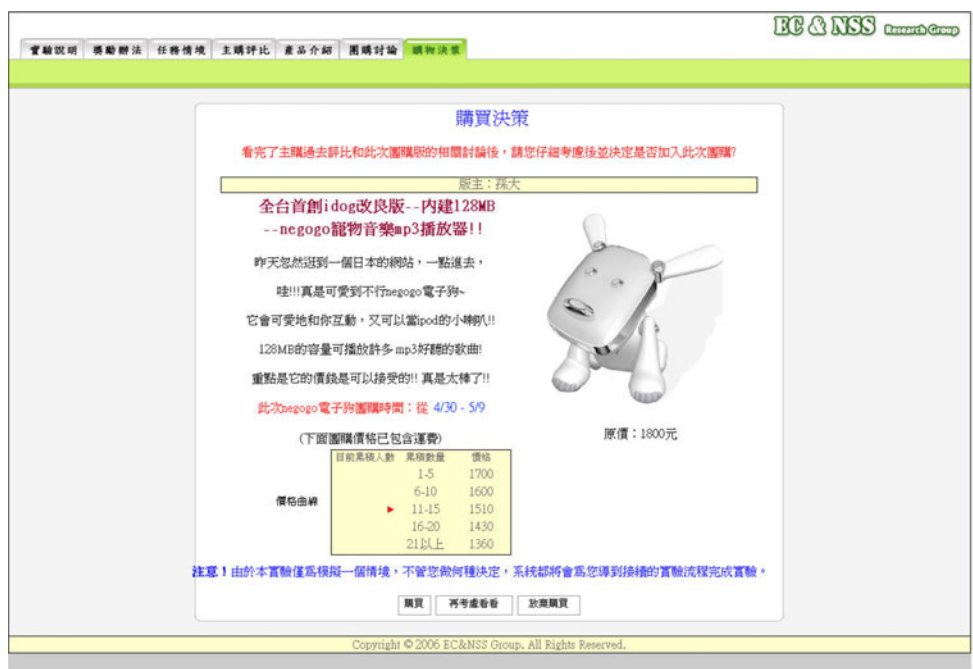 EC & NSS Research Group
實驗說明 獎勵辦法 任務情境 主購評比 產品介紹 團購討論 購物決策
購買決策
看完了主購過去評比和此次團購版的相關討論後，請您仔細考慮後並決定是否加入此次團購?
版主：孫大
全台首創idog改良版--內建128MB
--negogo寵物音樂mp3播放器!!
昨天忽然逛到一個日本的網站，一點進去，
哇!!!真是可愛到不行negogo電子狗~
它會可愛地和你互動，又可以當ipod的小喇叭!!
128MB的容量可播放許多mp3好聽的歌曲!
重點是它的價錢是可以接受的!! 真是太棒了!!
此次negogo電子狗團購時間：從 4/30 - 5/9
原價：1800元
(下面團購價格已包含運費)
目前累積人數 累積數量 價格
1-5 1700
6-10 1600
價格曲線
11-15 1510
16-20 1430
21以上 1360
注意！由於本實驗僅為模擬一個情境，不管您做何種決定，系統都將會為您導到接續的實驗流程完成實驗。
購買 再考慮看看 放棄購買
Copyright © 2006 EC&NSS Group. All Rights Reserved.